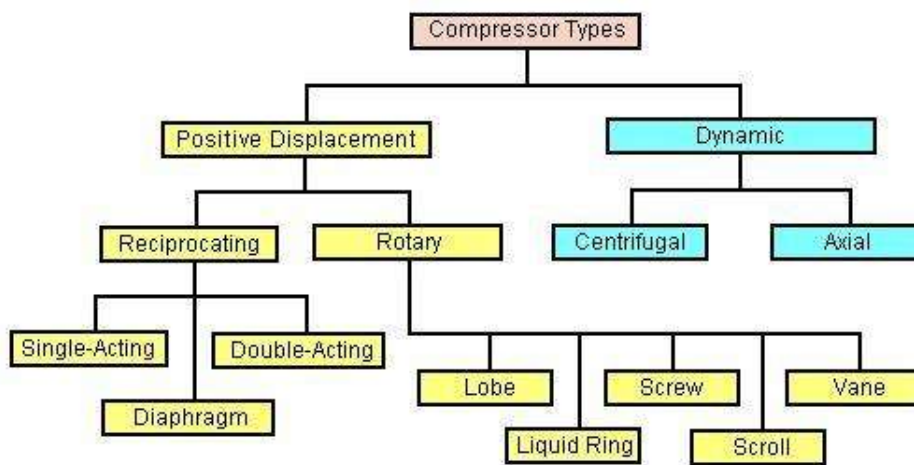 Compressor Types
Positive Displacement
Dynamic
Reciprocating
Rotary
Centrifugal
Axial
Single-Acting
Double-Acting
Diaphragm
Lobe
Screw
Vane
Liquid Ring
Scroll